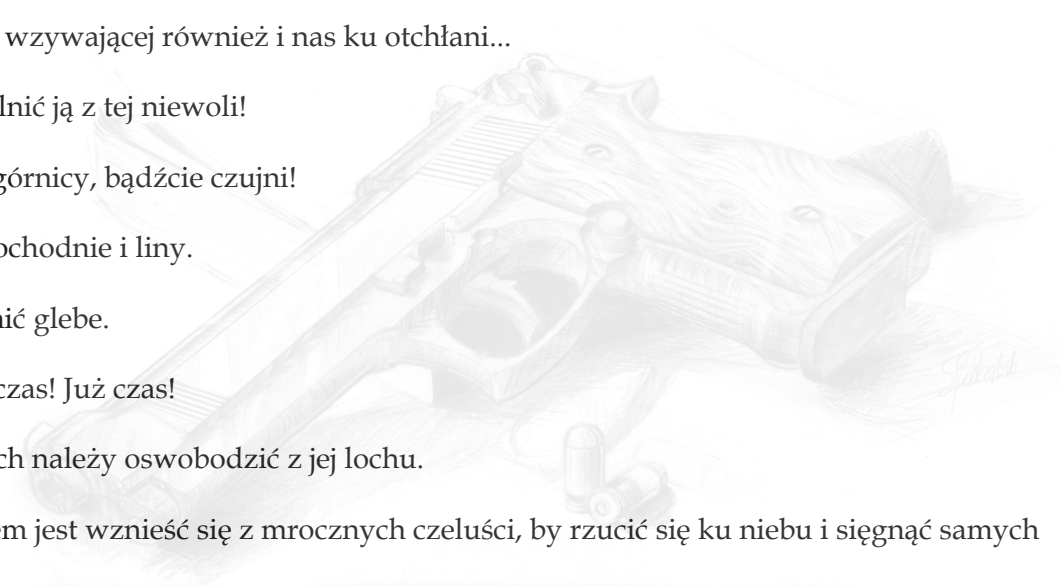 wzywającej również i nas ku otchłani...
lnić ją z tej niewoli!
górnicy, bądźcie czujni!
ochodnie i liny.
nić glebe.
czas! Już czas!
ch należy oswobodzić z jej lochu.
em jest wznieść się z mrocznych czeluści, by rzucić się ku niebu i sięgnąć samych